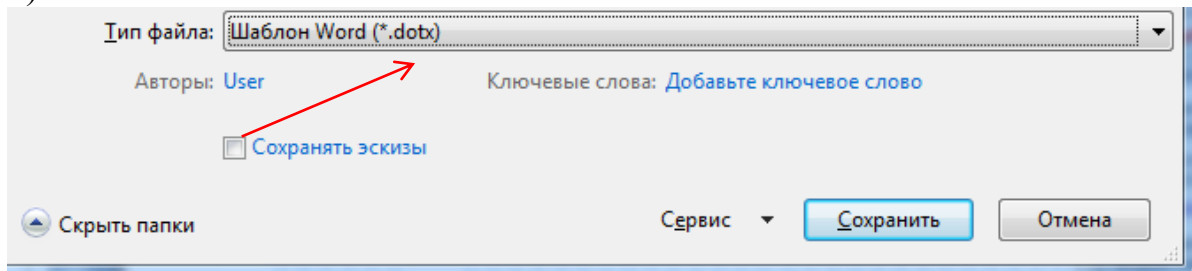 Тип файла: Шаблон Word (*.dotx)
Авторы: User Ключевые слова: Добавьте ключевое слово
Сохранять эскизы
Скрыть папки Сервис Сохранить Отмена